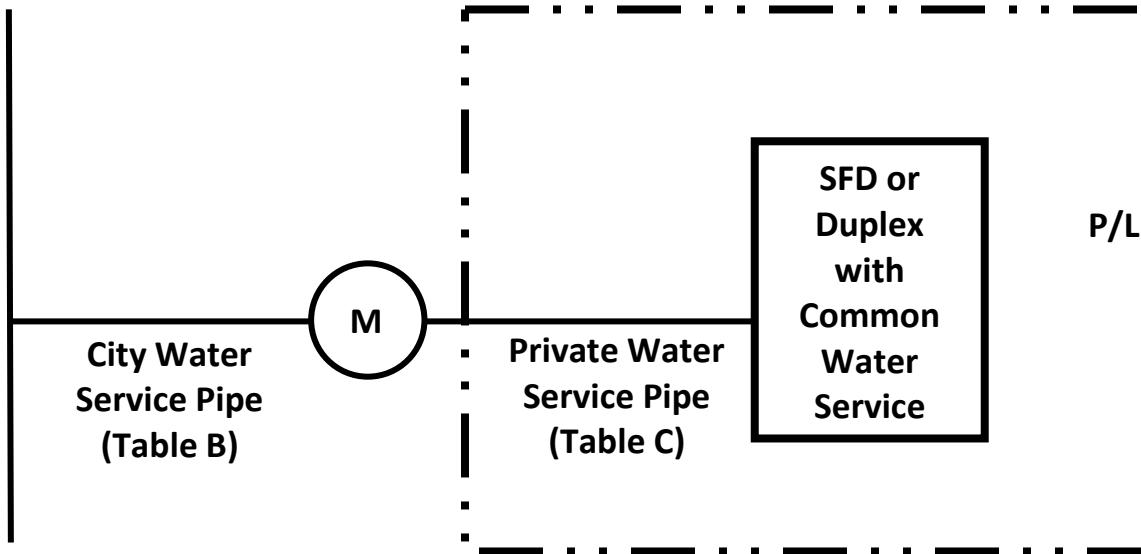 City Water
Service Pipe
(Table B)
M
Private Water
Service Pipe
(Table C)
SFD or
Duplex
with
Common
Water
Service
P/L